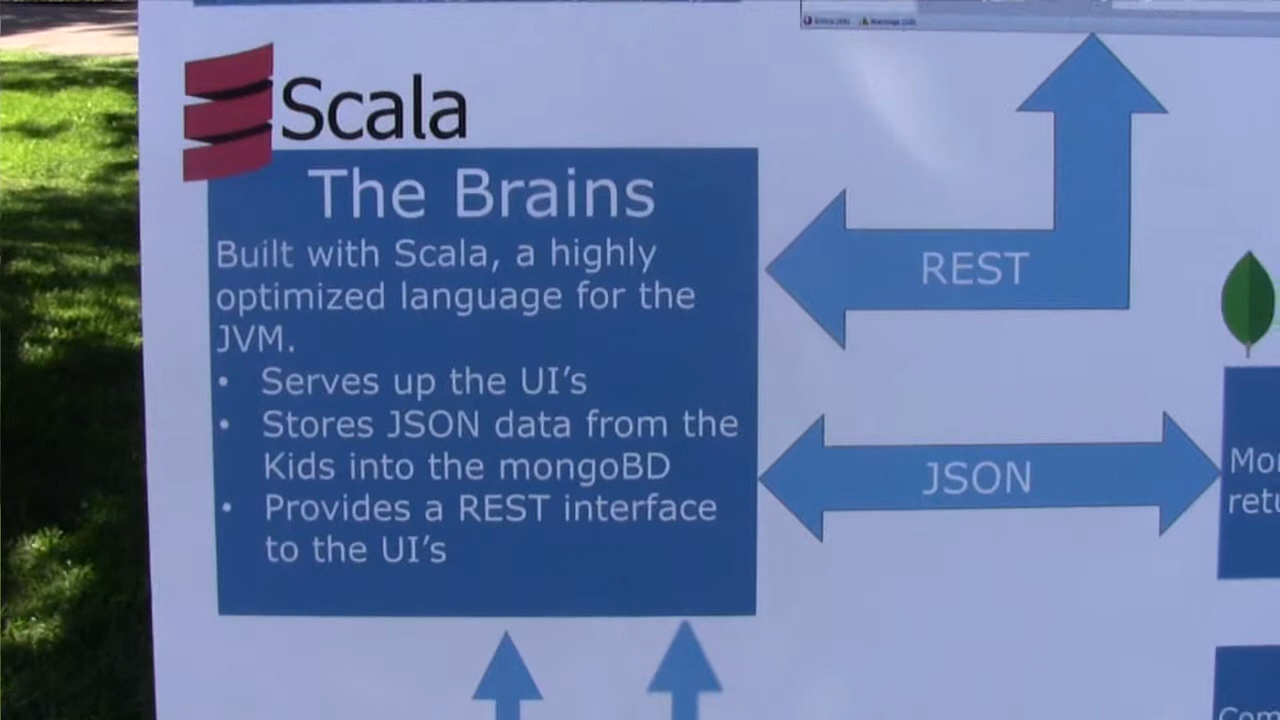 Scala
The Brains
Built with Scala, a highly
optimized language for the
JVM.
• Serves up the UI's
• Stores JSON data from the
Kids into the mongoBD
• Provides a REST interface
to the UI's
REST
JSON